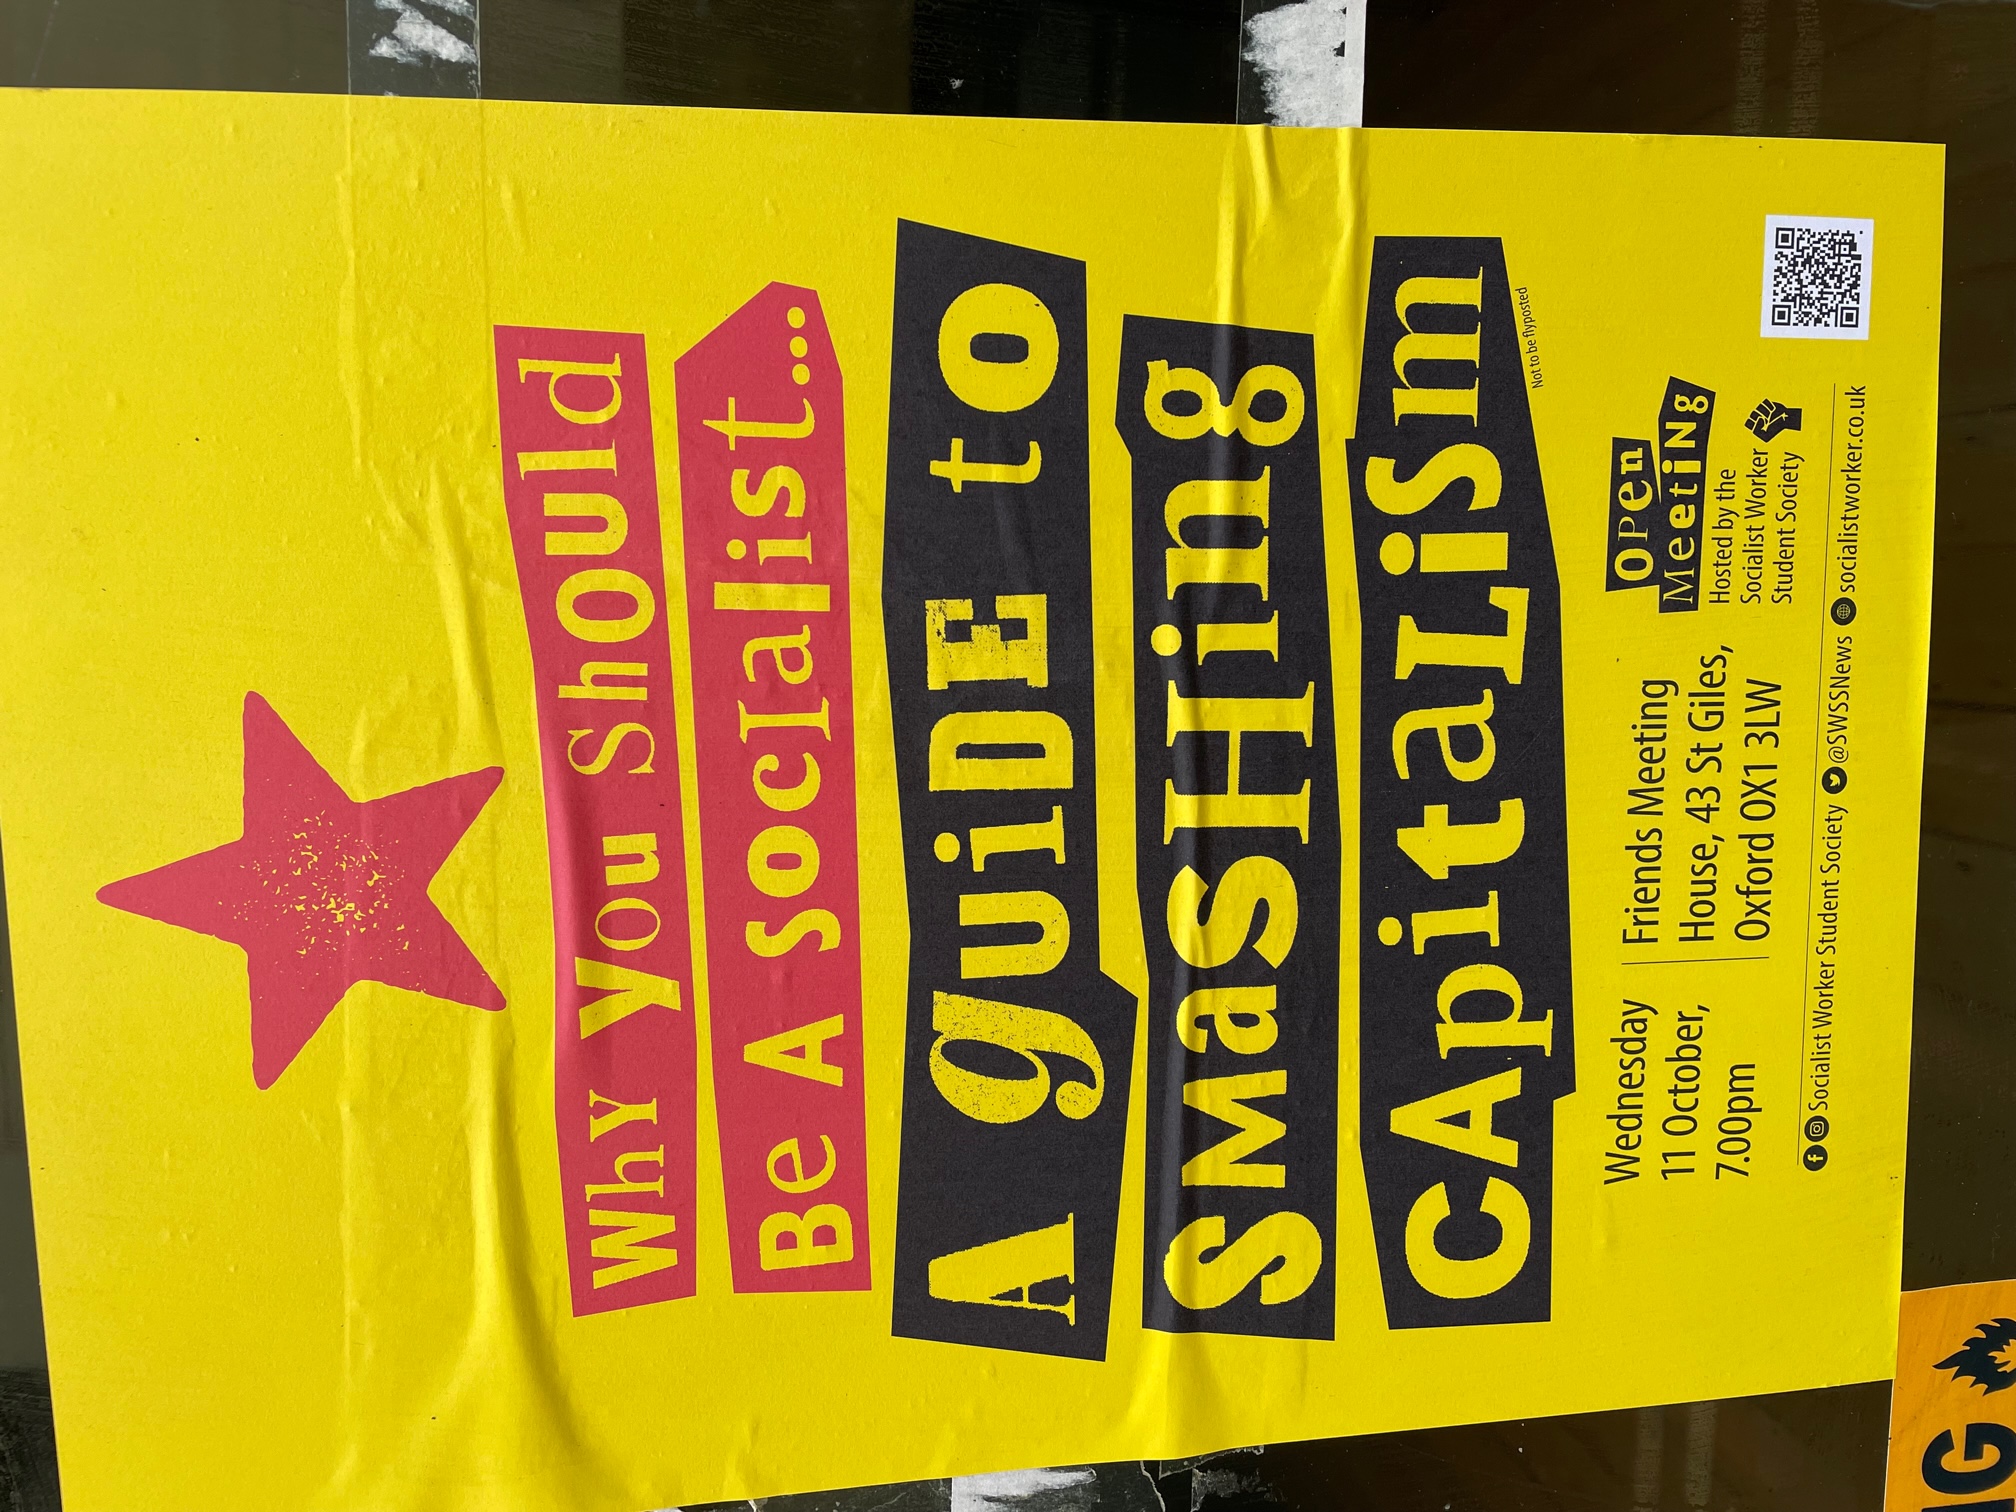 Why You Should
Be A Socialist...
A guiDE to
SMaSHing
CApitaLiSm
Not to be flyposted
Wednesday
11 October,
7.00pm
Friends Meeting
House, 43 St Giles,
Oxford OX1 3LW
OPen
MeetiNg
Hosted by the
Socialist Worker
Student Society
Socialist Worker Student Society @SWSSNews socialistworker.co.uk